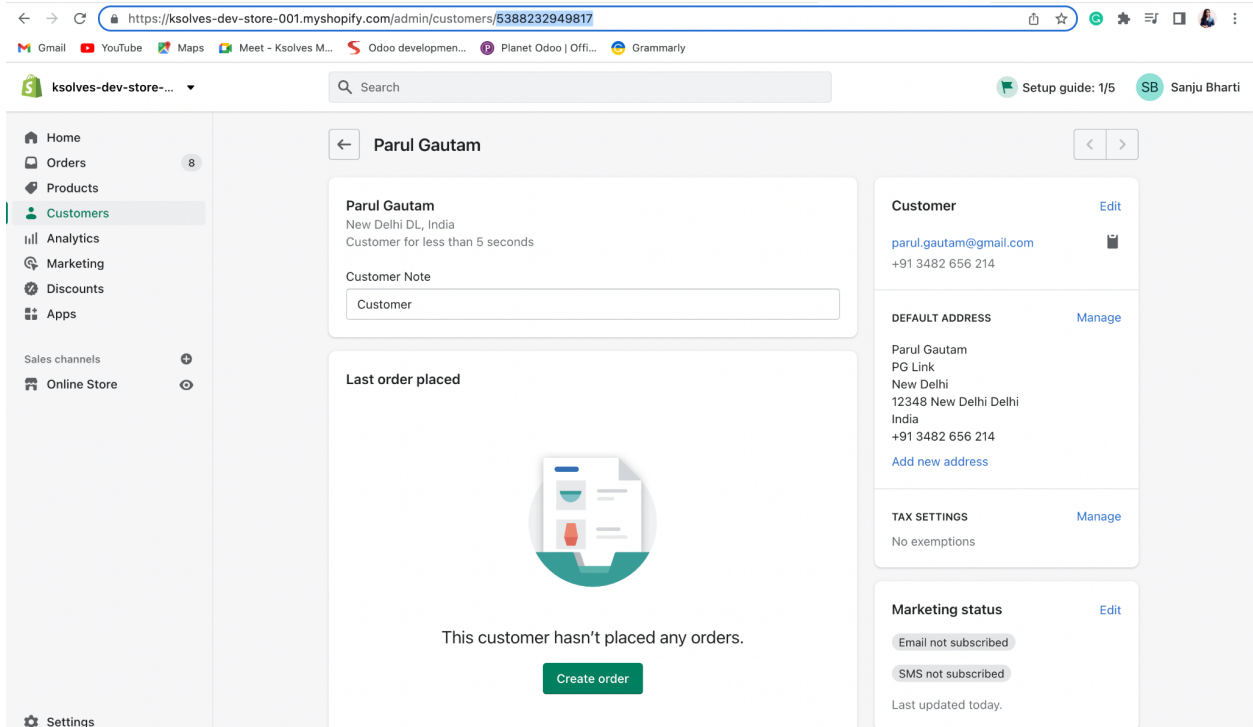 https://ksolves-dev-store-001.myshopify.com/admin/customers/5388232949817
Gmail YouTube Maps Meet - Ksolves M... Odoo developmen... Planet Odoo | Offi... Grammarly
ksolves-dev-store-... Search Setup guide: 1/5 SB Sanju Bharti
Home
Orders 8
Products
Customers
Analytics
Marketing
Discounts
Apps
Sales channels
Online Store
Settings
Parul Gautam
Parul Gautam
New Delhi DL, India
Customer for less than 5 seconds
Customer Note
Customer
Last order placed
This customer hasn't placed any orders.
Create order
Customer Edit
parul.gautam@gmail.com
+91 3482 656 214
DEFAULT ADDRESS Manage
Parul Gautam
PG Link
New Delhi
12348 New Delhi Delhi
India
+91 3482 656 214
Add new address
TAX SETTINGS Manage
No exemptions
Marketing status Edit
Email not subscribed
SMS not subscribed
Last updated today.